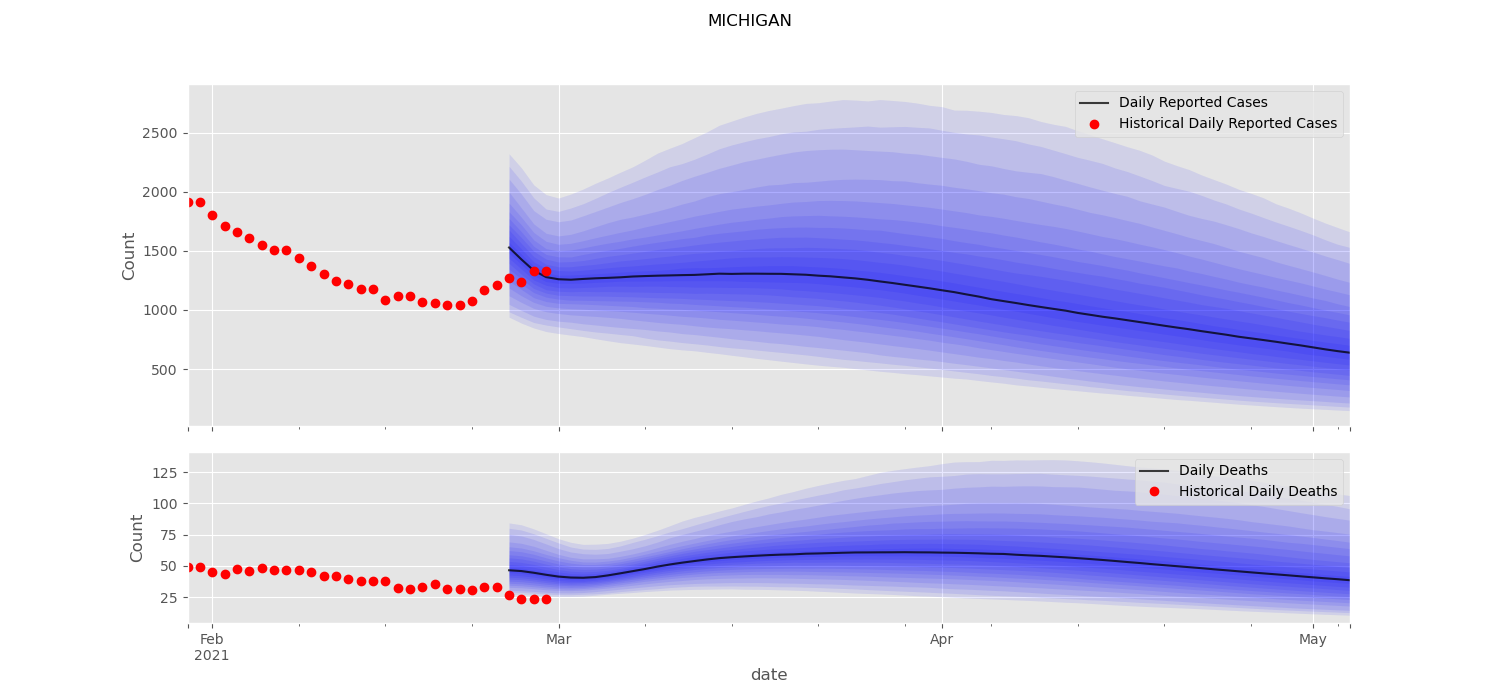 MICHIGAN
Daily Reported Cases
Historical Daily Reported Cases
2500
2000
1500
1000
500
Count
Daily Deaths
Historical Daily Deaths
125
100
75
50
25
Count
Feb
2021
Mar
Apr
May
date